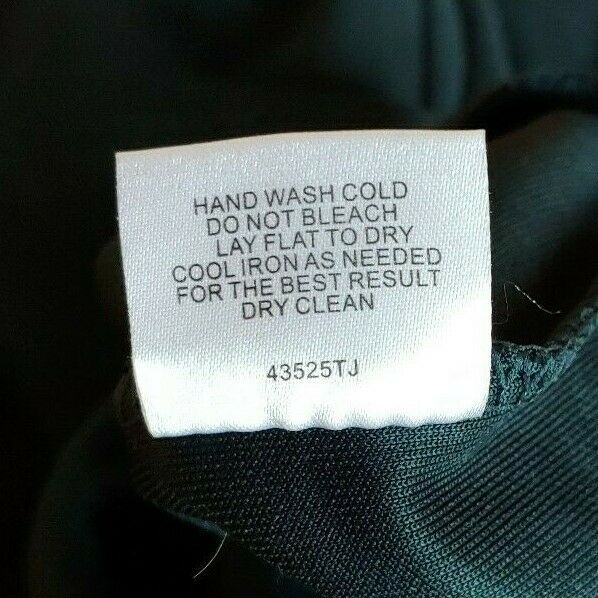 HAND WASH COLD
DO NOT BLEACH
LAY FLAT TO DRY
COOL IRON AS NEEDED
FOR THE BEST RESULT
DRY CLEAN
43525TJ